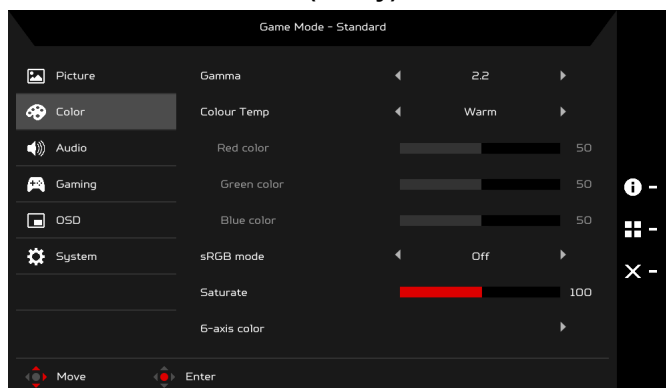 Game Mode - Standard
Picture
Gamma 2.2
Color
Colour Temp Warm
Audio
Red color 50
Gaming
Green color 50
OSD
Blue color 50
System
sRGB mode Off
Saturate 100
6-axis color
Move Enter